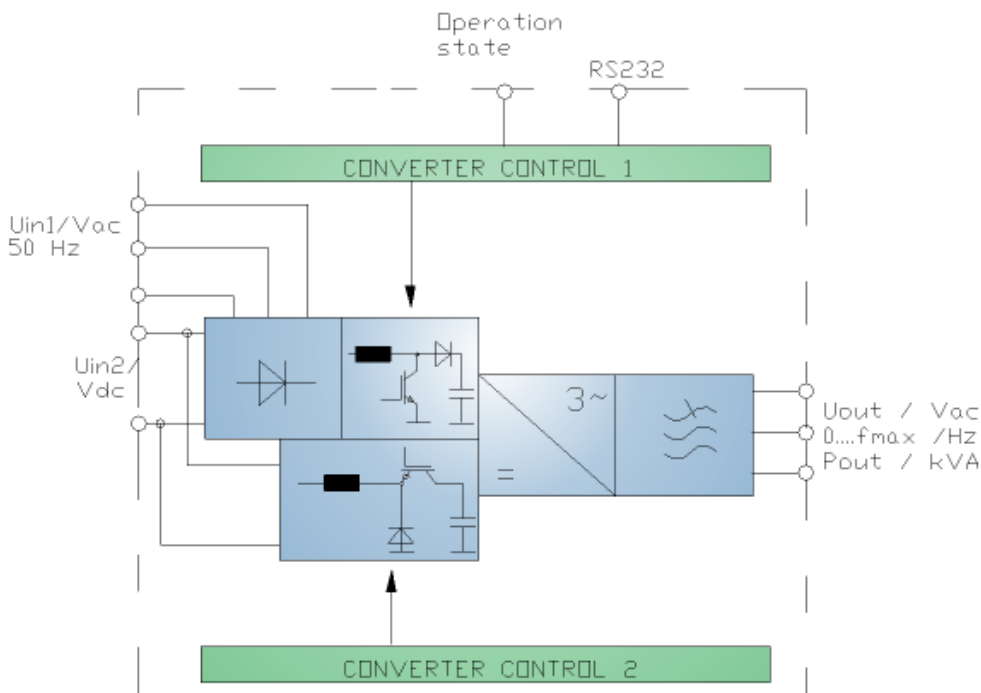 Operation
state
RS232
CONVERTER CONTROL 1
Uin1/Vac
50 Hz
Uin2/
Vdc
3~
=
Uout / Vac
0....fmax /Hz
Pout / kVA
CONVERTER CONTROL 2